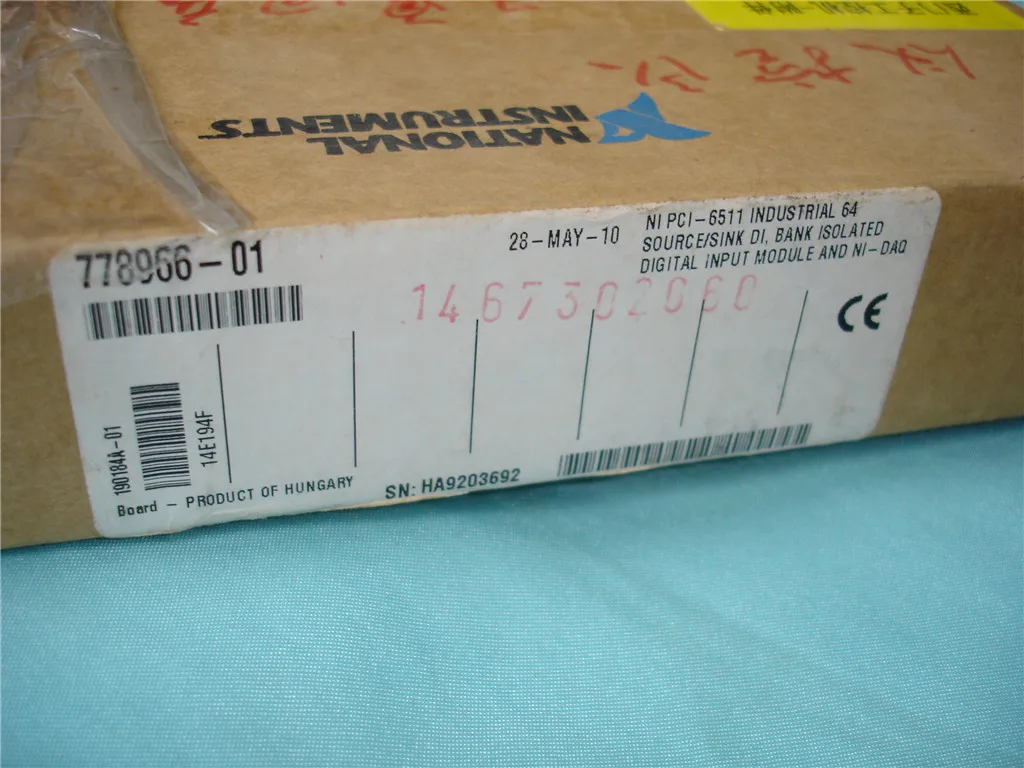 NATIONAL
INSTRUMENTS
778966-01
28-MAY-10
NI PCI-6511 INDUSTRIAL 64
SOURCE/SINK DI, BANK ISOLATED
DIGITAL INPUT MODULE AND NI-DAQ
CE
190184A-01
14E194F
Board - PRODUCT OF HUNGARY
SN: HA9203692